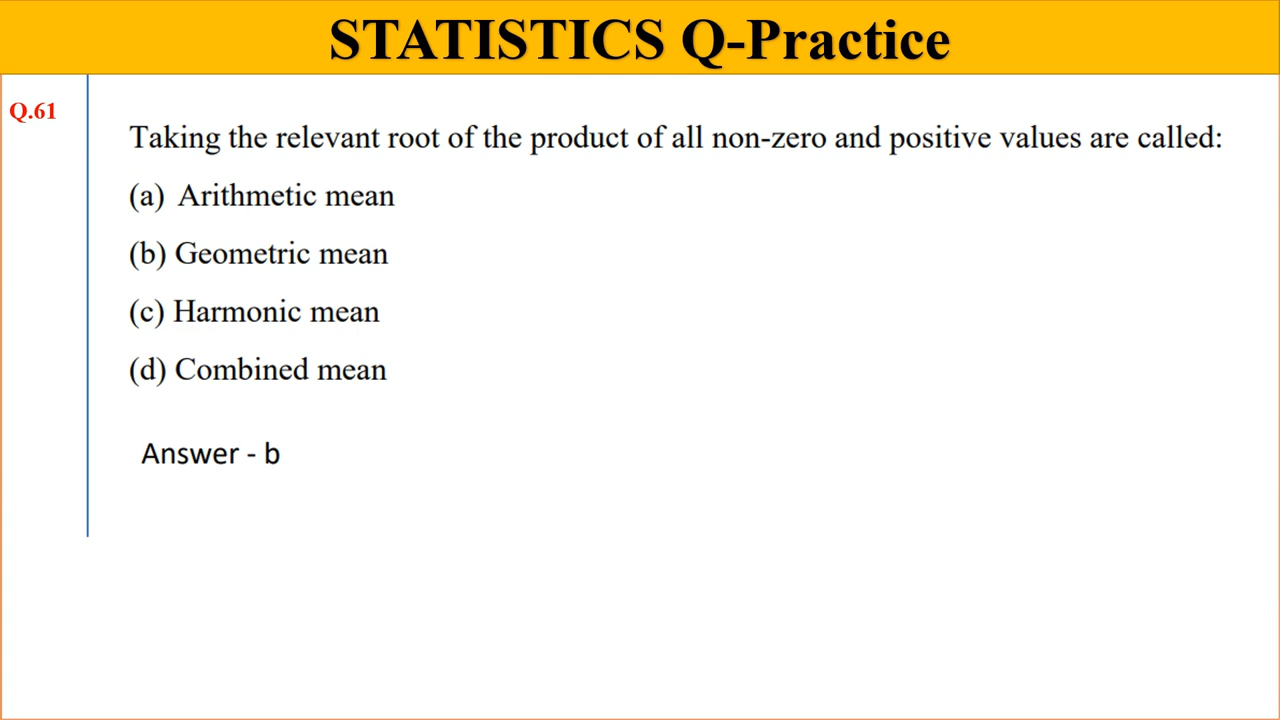 STATISTICS Q-Practice
Q.61
Taking the relevant root of the product of all non-zero and positive values are called:
(a) Arithmetic mean
(b) Geometric mean
(c) Harmonic mean
(d) Combined mean
Answer - b